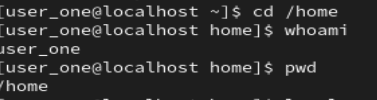 [user_one@localhost ~]$ cd /home
[user_one@localhost home]$ whoami
user_one
[user_one@localhost home]$ pwd
/home